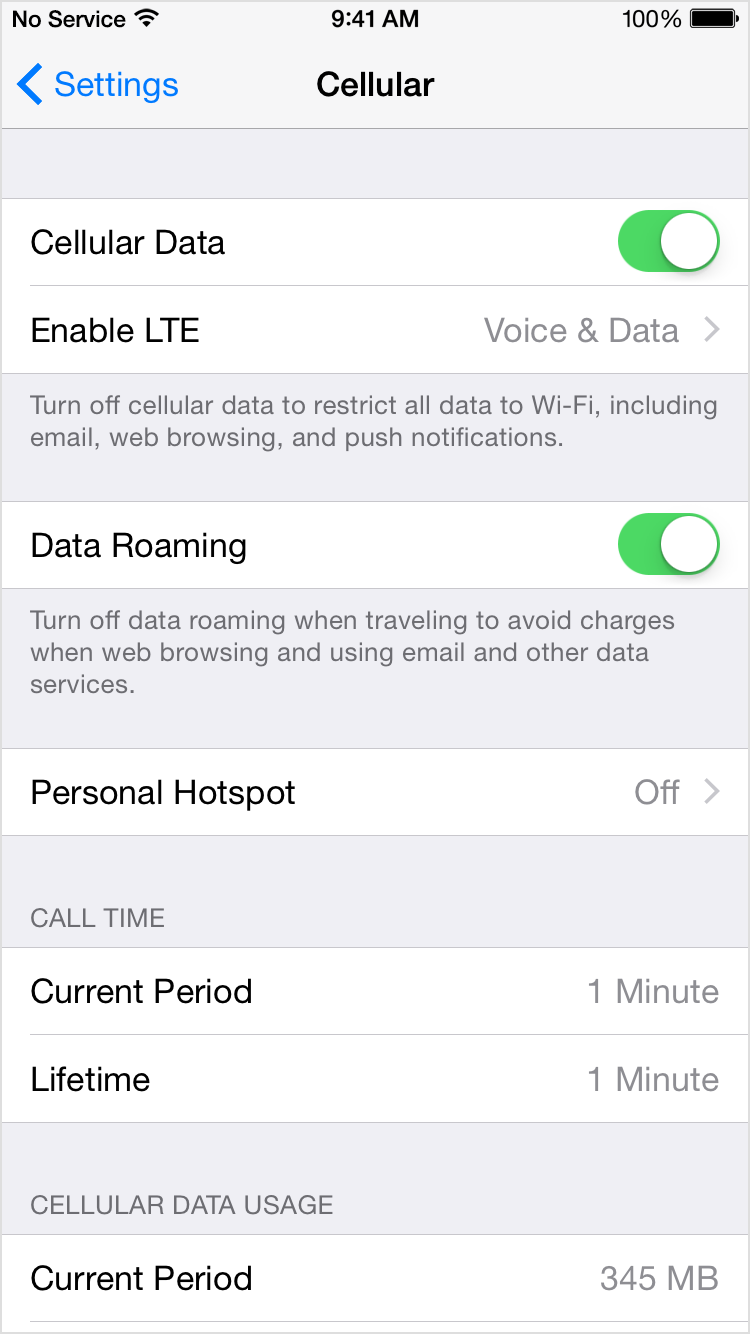 No Service 9:41 AM 100%
Settings Cellular
Cellular Data
Enable LTE Voice & Data
Turn off cellular data to restrict all data to Wi-Fi, including
email, web browsing, and push notifications.
Data Roaming
Turn off data roaming when traveling to avoid charges
when web browsing and using email and other data
services.
Personal Hotspot Off
CALL TIME
Current Period 1 Minute
Lifetime 1 Minute
CELLULAR DATA USAGE
Current Period 345 MB